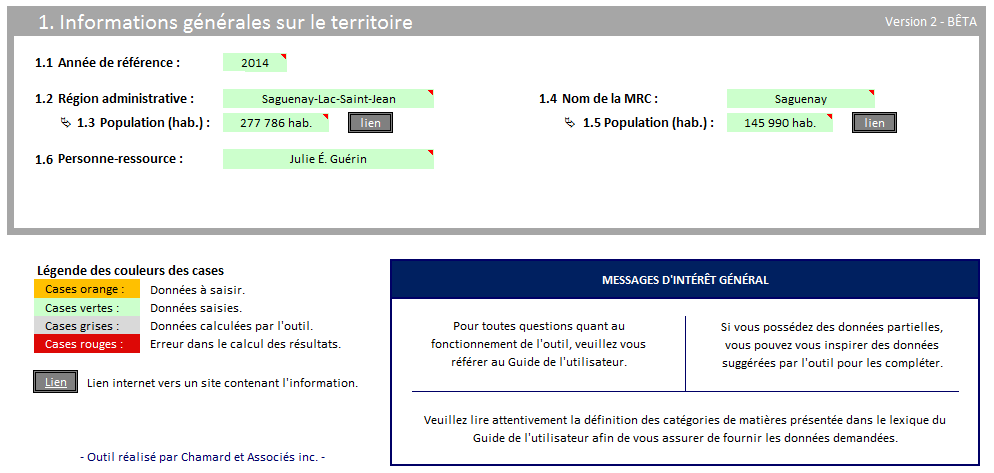 1. Informations générales sur le territoire
Version 2 - BÊTA
1.1 Année de référence : 2014
1.2 Région administrative : Saguenay-Lac-Saint-Jean
1.4 Nom de la MRC : Saguenay
1.3 Population (hab.) : 277 786 hab. lien
1.5 Population (hab.) : 145 990 hab. lien
1.6 Personne-ressource : Julie É. Guérin
Légende des couleurs des cases
Cases orange : Données à saisir.
Cases vertes : Données saisies.
Cases grises : Données calculées par l'outil.
Cases rouges : Erreur dans le calcul des résultats.
Lien Lien internet vers un site contenant l'information.
- Outil réalisé par Chamard et Associés inc. -
MESSAGES D'INTÉRÊT GÉNÉRAL
Pour toutes questions quant au
fonctionnement de l'outil, veuillez vous
référer au Guide de l'utilisateur.
Si vous possédez des données partielles,
vous pouvez vous inspirer des données
suggérées par l'outil pour les compléter.
Veuillez lire attentivement la définition des catégories de matières présentée dans le lexique du
Guide de l'utilisateur afin de vous assurer de fournir les données demandées.